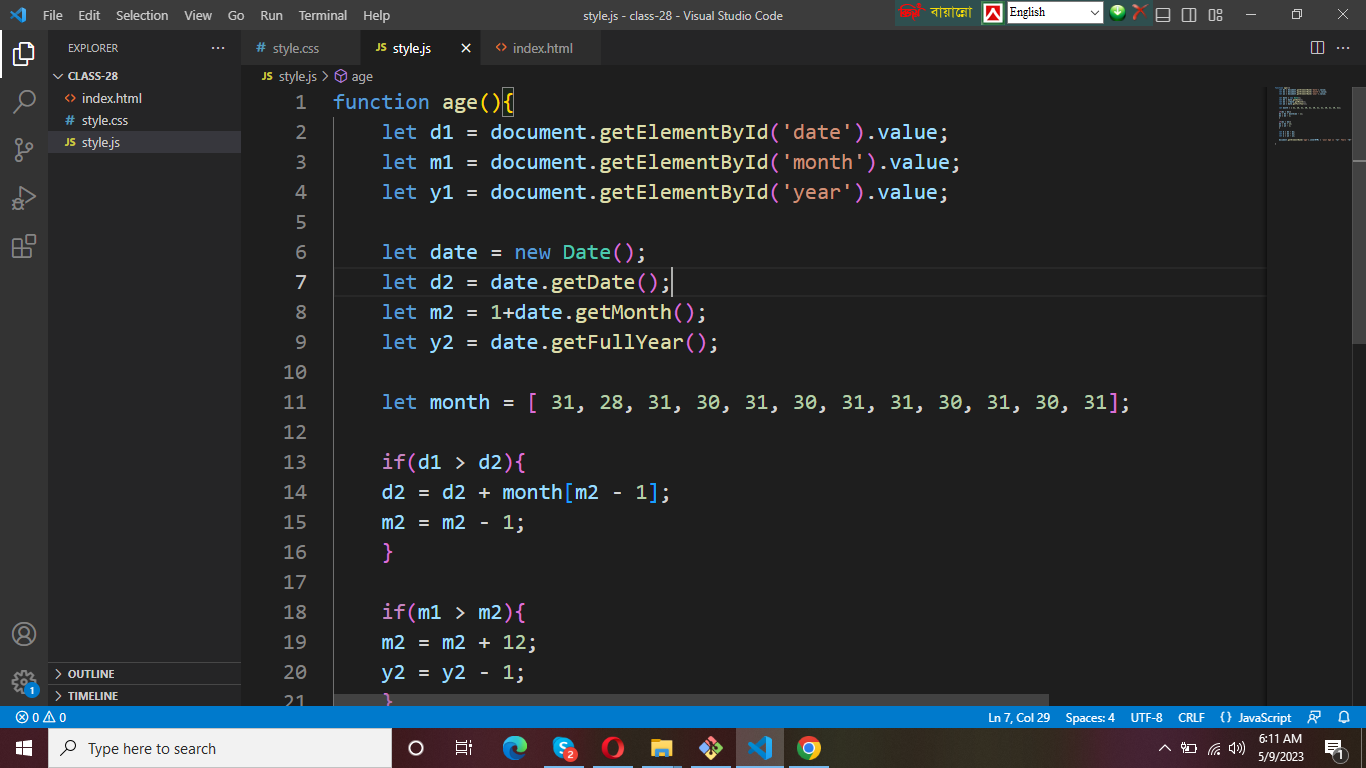 File Edit Selection View Go Run Terminal Help style.js - class-28 - Visual Studio Code বায়ান্নো English
EXPLORER ···
CLASS-28
index.html
style.css
style.js
OUTLINE
TIMELINE
style.css style.js index.html
style.js > age
1 function age(){
2 let d1 = document.getElementById('date').value;
3 let m1 = document.getElementById('month').value;
4 let y1 = document.getElementById('year').value;
5
6 let date = new Date();
7 let d2 = date.getDate();
8 let m2 = 1+date.getMonth();
9 let y2 = date.getFullYear();
10
11 let month = [ 31, 28, 31, 30, 31, 30, 31, 31, 30, 31, 30, 31];
12
13 if(d1 > d2){
14 d2 = d2 + month[m2 - 1];
15 m2 = m2 - 1;
16 }
17
18 if(m1 > m2){
19 m2 = m2 + 12;
20 y2 = y2 - 1;
21 }
1
0 0 Ln 7, Col 29 Spaces: 4 UTF-8 CRLF {} JavaScript
Type here to search 2 6:11 AM
5/9/2023 1